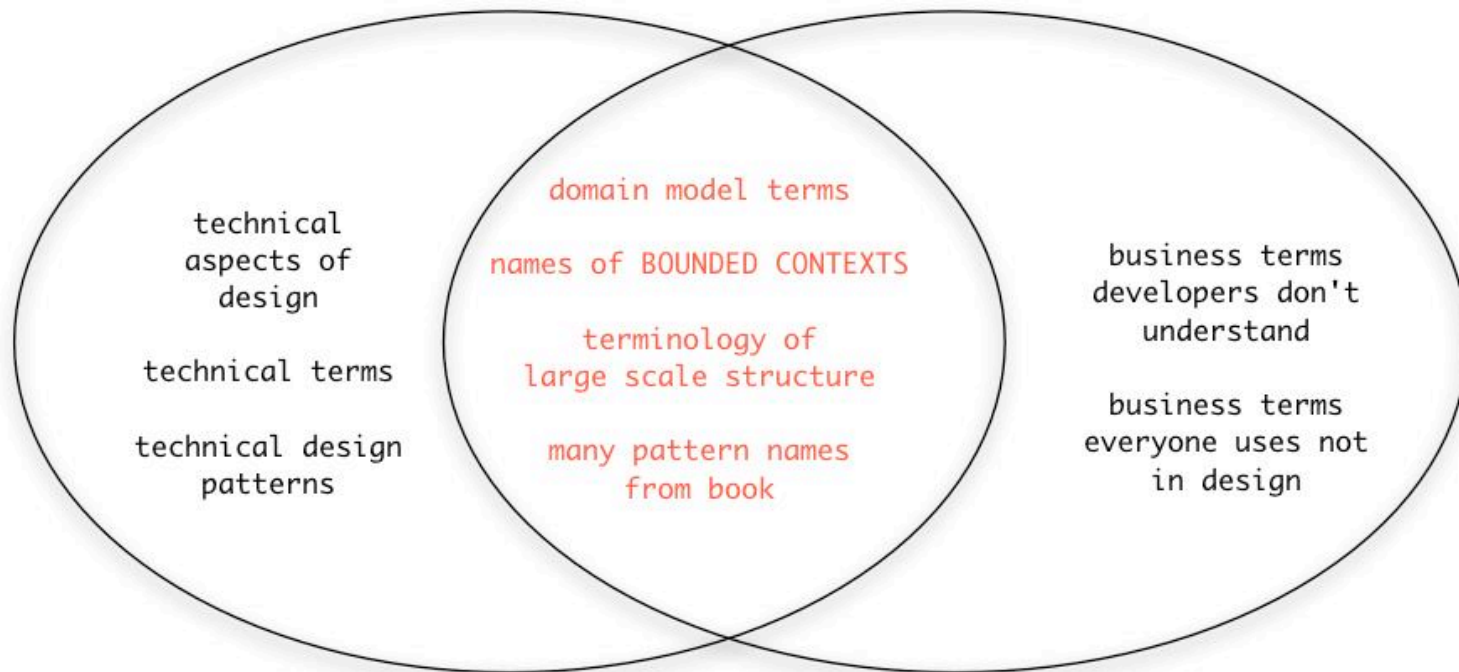 technical
aspects of
design
technical terms
technical design
patterns
domain model terms
names of BOUNDED CONTEXTS
terminology of
large scale structure
many pattern names
from book
business terms
developers don't
understand
business terms
everyone uses not
in design